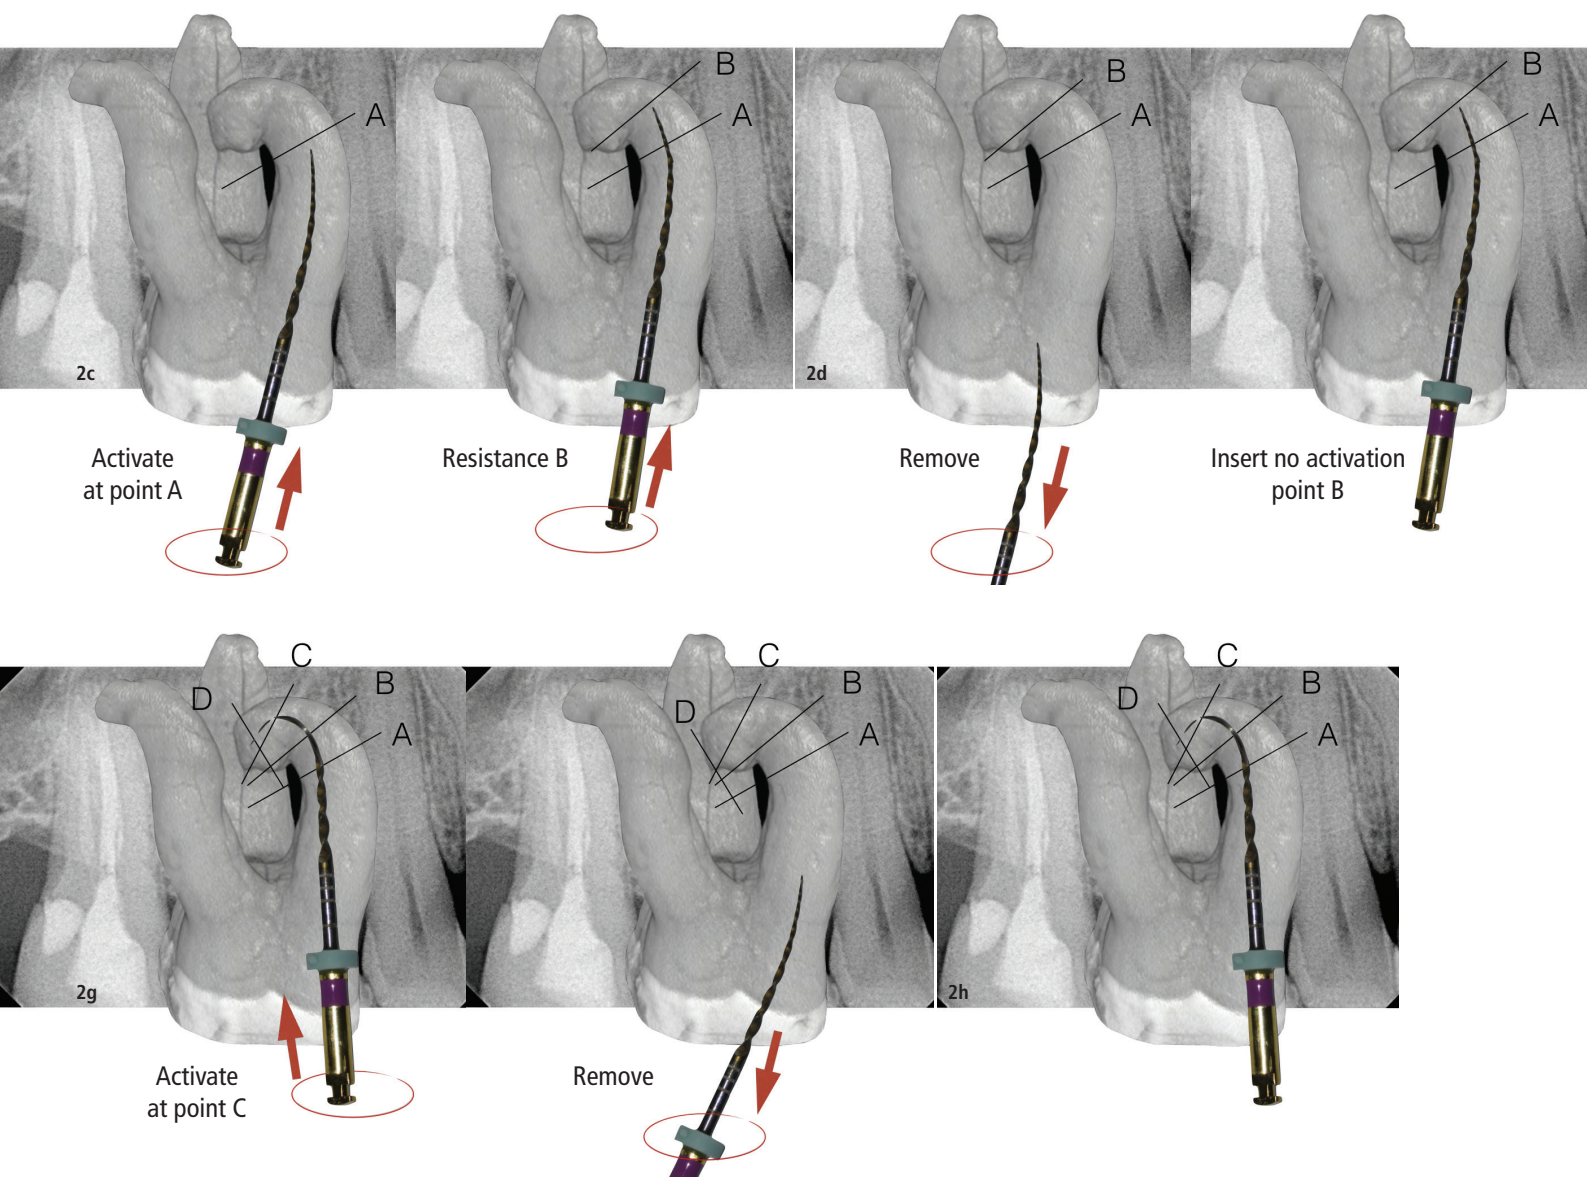 B
A
A
2c
Activate
at point A
B
A
Resistance B
B
A
2d
Remove
B
A
Insert no activation
point B
C
B
D
A
2g
Activate
at point C
C
B
D
A
Remove
C
B
D
A
2h